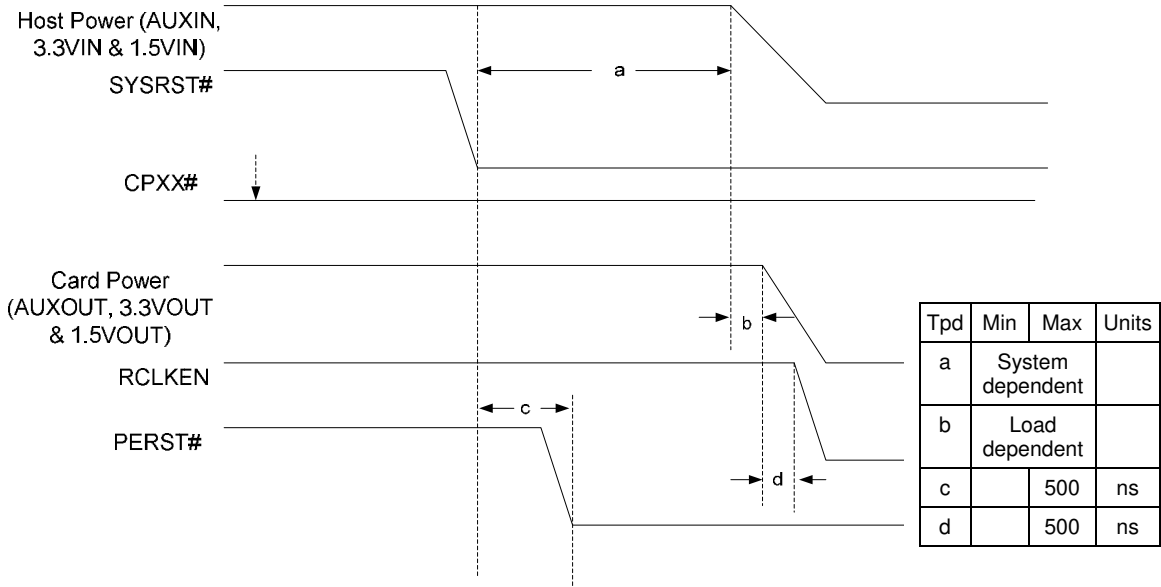 Host Power (AUXIN,
3.3VIN & 1.5VIN)
a
SYSRST#
CPXX#
Card Power
(AUXOUT, 3.3VOUT
& 1.5VOUT)
b
RCLKEN
c
PERST#
d
Tpd Min Max Units
a System
dependent
b Load
dependent
c 500 ns
d 500 ns